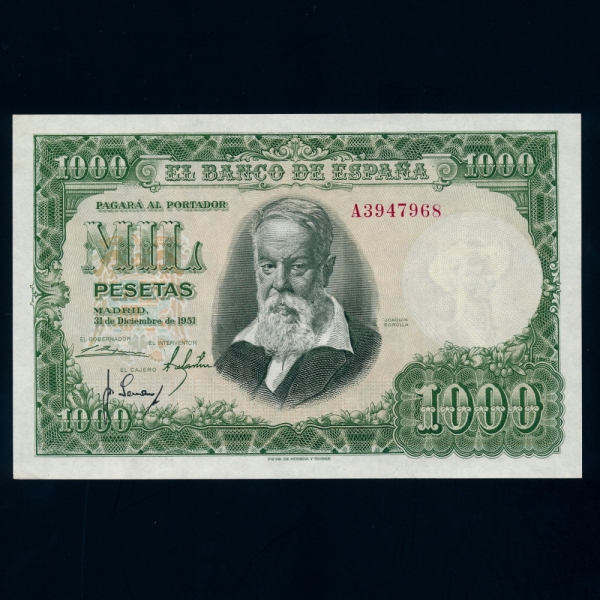 1000 EL BANCO DE ESPAÑA 1000
PAGARÁ AL PORTADOR
A3947968
MIL
PESETAS
MADRID,
31 de Diciembre de 1951
JOAQUIN
SOROLLA
EL GOBERNADOR
EL INTERVENTOR
EL CAJERO
1000
1000